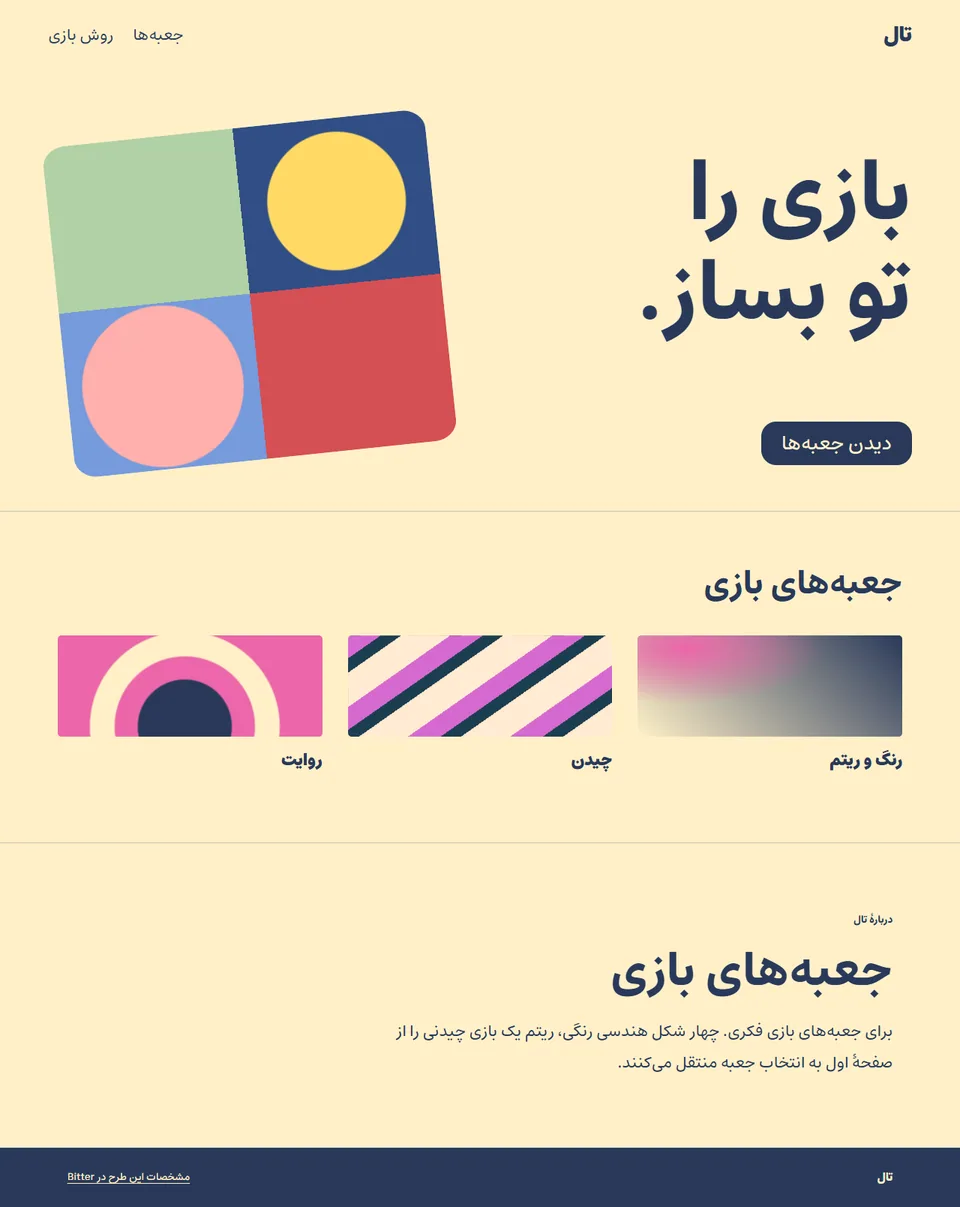 تال
جعبه‌ها
روش بازی
بازی را
تو بساز.
دیدن جعبه‌ها
جعبه‌های بازی
رنگ و ریتم
چیدن
روایت
دربارهٔ تال
جعبه‌های بازی
برای جعبه‌های بازی فکری. چهار شکل هندسی رنگی، ریتم یک بازی چیدنی را از
صفحهٔ اول به انتخاب جعبه منتقل می‌کنند.
تال
مشخصات این طرح در Bitter